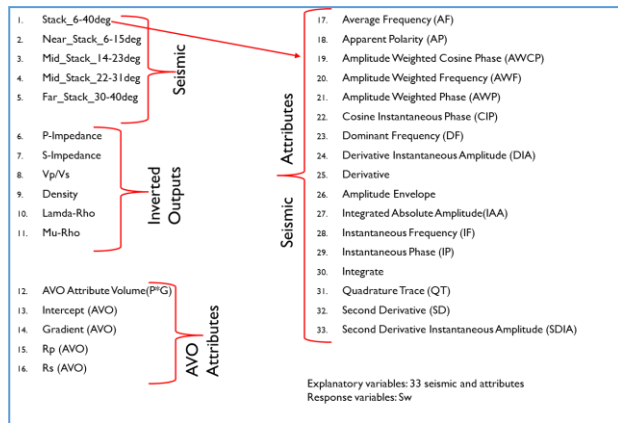 1. Stack_6-40deg
2. Near_Stack_6-15deg
3. Mid_Stack_14-23deg
4. Mid_Stack_22-31deg
5. Far_Stack_30-40deg
Seismic
6. P-Impedance
7. S-Impedance
8. Vp/Vs
9. Density
10. Lamda-Rho
11. Mu-Rho
Inverted
Outputs
12. AVO Attribute Volume(P*G)
13. Intercept (AVO)
14. Gradient (AVO)
15. Rp (AVO)
16. Rs (AVO)
AVO
Attributes
Seismic Attributes
17. Average Frequency (AF)
18. Apparent Polarity (AP)
19. Amplitude Weighted Cosine Phase (AWCP)
20. Amplitude Weighted Frequency (AWF)
21. Amplitude Weighted Phase (AWP)
22. Cosine Instantaneous Phase (CIP)
23. Dominant Frequency (DF)
24. Derivative Instantaneous Amplitude (DIA)
25. Derivative
26. Amplitude Envelope
27. Integrated Absolute Amplitude(IAA)
28. Instantaneous Frequency (IF)
29. Instantaneous Phase (IP)
30. Integrate
31. Quadrature Trace (QT)
32. Second Derivative (SD)
33. Second Derivative Instantaneous Amplitude (SDIA)
Explanatory variables: 33 seismic and attributes
Response variables: Sw